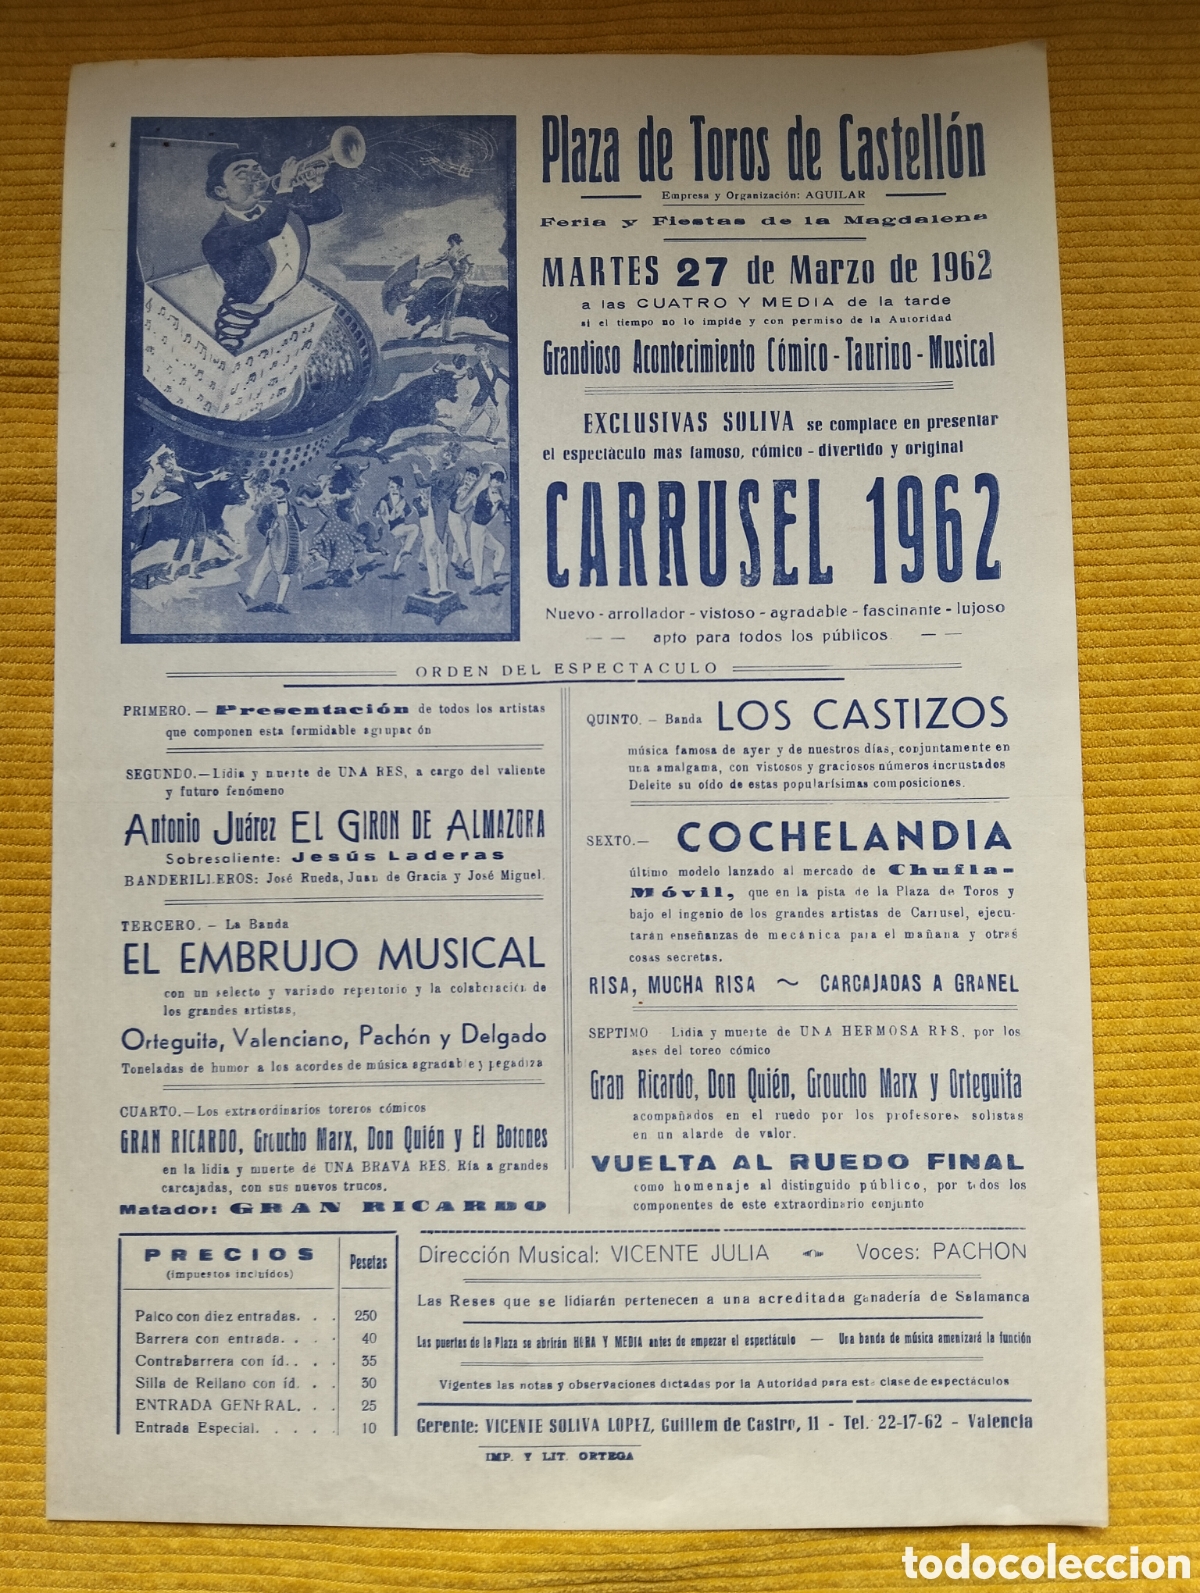 Plaza de Toros de Castellón
Empresa y Organización: AGUILAR
Feria y Fiestas de la Magdalena
MARTES 27 de Marzo de 1962
a las CUATRO Y MEDIA de la tarde
si el tiempo no lo impide y con permiso de la Autoridad
Grandioso Acontecimiento Cómico - Taurino - Musical
EXCLUSIVAS SOLIVA se complace en presentar
el espectáculo mas famoso, cómico - divertido y original
CARRUSEL 1962
Nuevo - arrollador - vistoso - agradable - fascinante - lujoso
— — apto para todos los públicos — —
ORDEN DEL ESPECTACULO
PRIMERO. — Presentación de todos los artistas
que componen esta formidable agrupación
SEGUNDO. — Lidia y muerte de UNA RES, a cargo del valiente
y futuro fenómeno
Antonio Juárez EL GIRON DE ALMAZORA
Sobresaliente: Jesús Laderas
BANDERILLEROS: José Rueda, Juan de Gracia y José Miguel.
TERCERO. — La Banda
EL EMBRUJO MUSICAL
con un selecto y variado repertorio y la colaboración de
los grandes artistas,
Orteguita, Valenciano, Pachón y Delgado
Toneladas de humor a los acordes de música agradable y pegadiza
CUARTO. — Los extraordinarios toreros cómicos
GRAN RICARDO, Groucho Marx, Don Quién y El Botones
en la lidia y muerte de UNA BRAVA RES. Ría a grandes
carcajadas, con sus nuevos trucos.
Matador: GRAN RICARDO
QUINTO. — Banda LOS CASTIZOS
música famosa de ayer y de nuestros días, conjuntamente en
una amalgama, con vistosos y graciosos números incrustados
Deleite su oído de estas popularísimas composiciones.
SEXTO. — COCHELANDIA
último modelo lanzado al mercado de Chufla-
Móvil, que en la pista de la Plaza de Toros y
bajo el ingenio de los grandes artistas de Carrusel, ejecu-
tarán enseñanzas de mecánica para el mañana y otras
cosas secretas.
RISA, MUCHA RISA ~ CARCAJADAS A GRANEL
SEPTIMO — Lidia y muerte de UNA HERMOSA RES, por los
ases del toreo cómico
Gran Ricardo, Don Quién, Groucho Marx y Orteguita
acompañados en el ruedo por los profesores solistas
en un alarde de valor.
VUELTA AL RUEDO FINAL
como homenaje al distinguido público, por todos los
componentes de este extraordinario conjunto
PRECIOS Pesetas
(impuestos incluidos)
Palco con diez entradas. . . 250
Barrera con entrada. . . . 40
Contrabarrera con íd. . . . 35
Silla de Rellano con íd. . . 30
ENTRADA GENERAL. . . 25
Entrada Especial. . . . . 10
Dirección Musical: VICENTE JULIA Voces: PACHON
Las Reses que se lidiarán pertenecen a una acreditada ganadería de Salamanca
Las puertas de la Plaza se abrirán HORA Y MEDIA antes de empezar el espectáculo — Una banda de música amenizará la función
Vigentes las notas y observaciones dictadas por la Autoridad para esta clase de espectáculos
Gerente: VICENTE SOLIVA LOPEZ, Guillem de Castro, 11 - Tel. 22-17-62 - Valencia
IMP. Y LIT. ORTEGA
todocoleccion